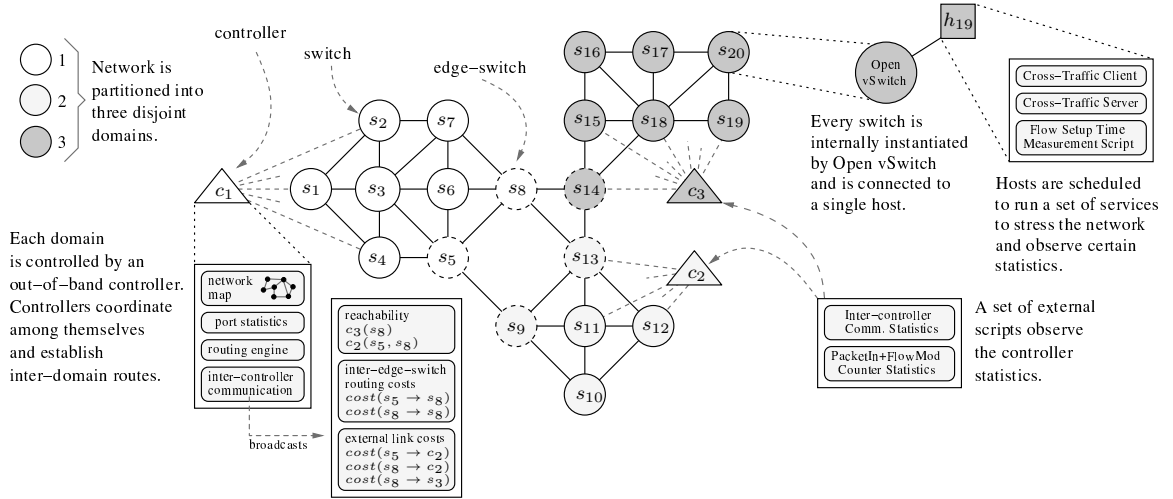 1
2
3
Network is
partitioned into
three disjoint
domains.
controller
switch
edge−switch
s2
s7
s1
s3
s6
s8
s4
s5
c1
s16
s17
s20
s15
s18
s19
s14
c3
s13
c2
s9
s11
s12
s10
Open
vSwitch
h19
Every switch is
internally instantiated
by Open vSwitch
and is connected to
a single host.
Cross−Traffic Client
Cross−Traffic Server
Flow Setup Time
Measurement Script
Hosts are scheduled
to run a set of services
to stress the network
and observe certain
statistics.
Each domain
is controlled by an
out−of−band controller.
Controllers coordinate
among themselves
and establish
inter−domain routes.
network
map
port statistics
routing engine
inter−controller
communication
broadcasts
reachability
c3(s8)
c2(s5, s8)
inter−edge−switch
routing costs
cost(s5 → s8)
cost(s8 → s8)
external link costs
cost(s5 → c2)
cost(s8 → c2)
cost(s8 → s3)
Inter−controller
Comm. Statistics
PacketIn+FlowMod
Counter Statistics
A set of external
scripts observe
the controller
statistics.